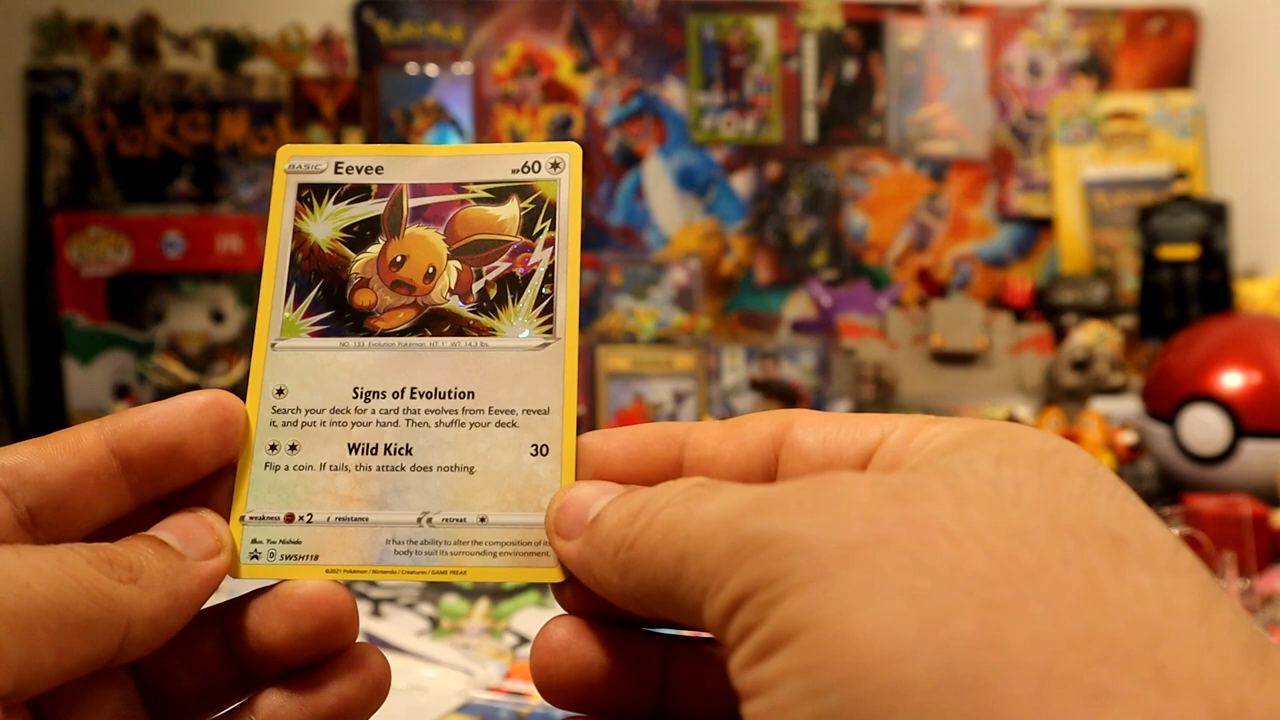 Pokémon
POKEMON
BASIC Eevee HP60
NO. 133 Evolution Pokémon HT: 1' WT: 14.3 lbs.
Signs of Evolution
Search your deck for a card that evolves from Eevee, reveal
it, and put it into your hand. Then, shuffle your deck.
Wild Kick 30
Flip a coin. If tails, this attack does nothing.
weakness ×2 resistance retreat
Illus. Yuu Nishida
It has the ability to alter the composition of its
body to suit its surrounding environment.
D SWSH118
©2021 Pokémon / Nintendo / Creatures / GAME FREAK